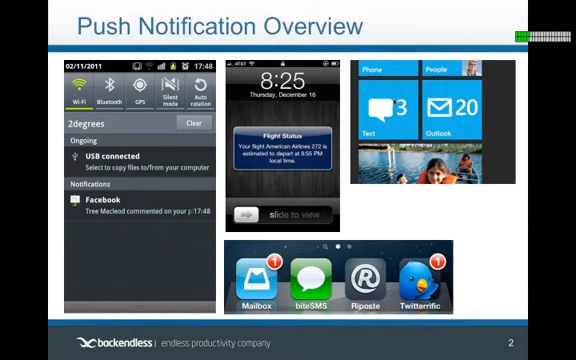 Push Notification Overview
02/11/2011
17:48
Wi-Fi
Bluetooth
GPS
Silent mode
Auto rotation
2degrees
Clear
Ongoing
USB connected
Select to copy files to/from your computer
Notifications
Facebook
Tree Macleod commented on your p
17:48
AT&T
8:25
Thursday, December 16
Flight Status
Your flight American Airlines 272 is
estimated to depart at 8:55 PM
local time.
slide to view
Phone
People
3
20
Text
Outlook
1
1
Mailbox
biteSMS
Riposte
Twitterrific
backendless | endless productivity company
2